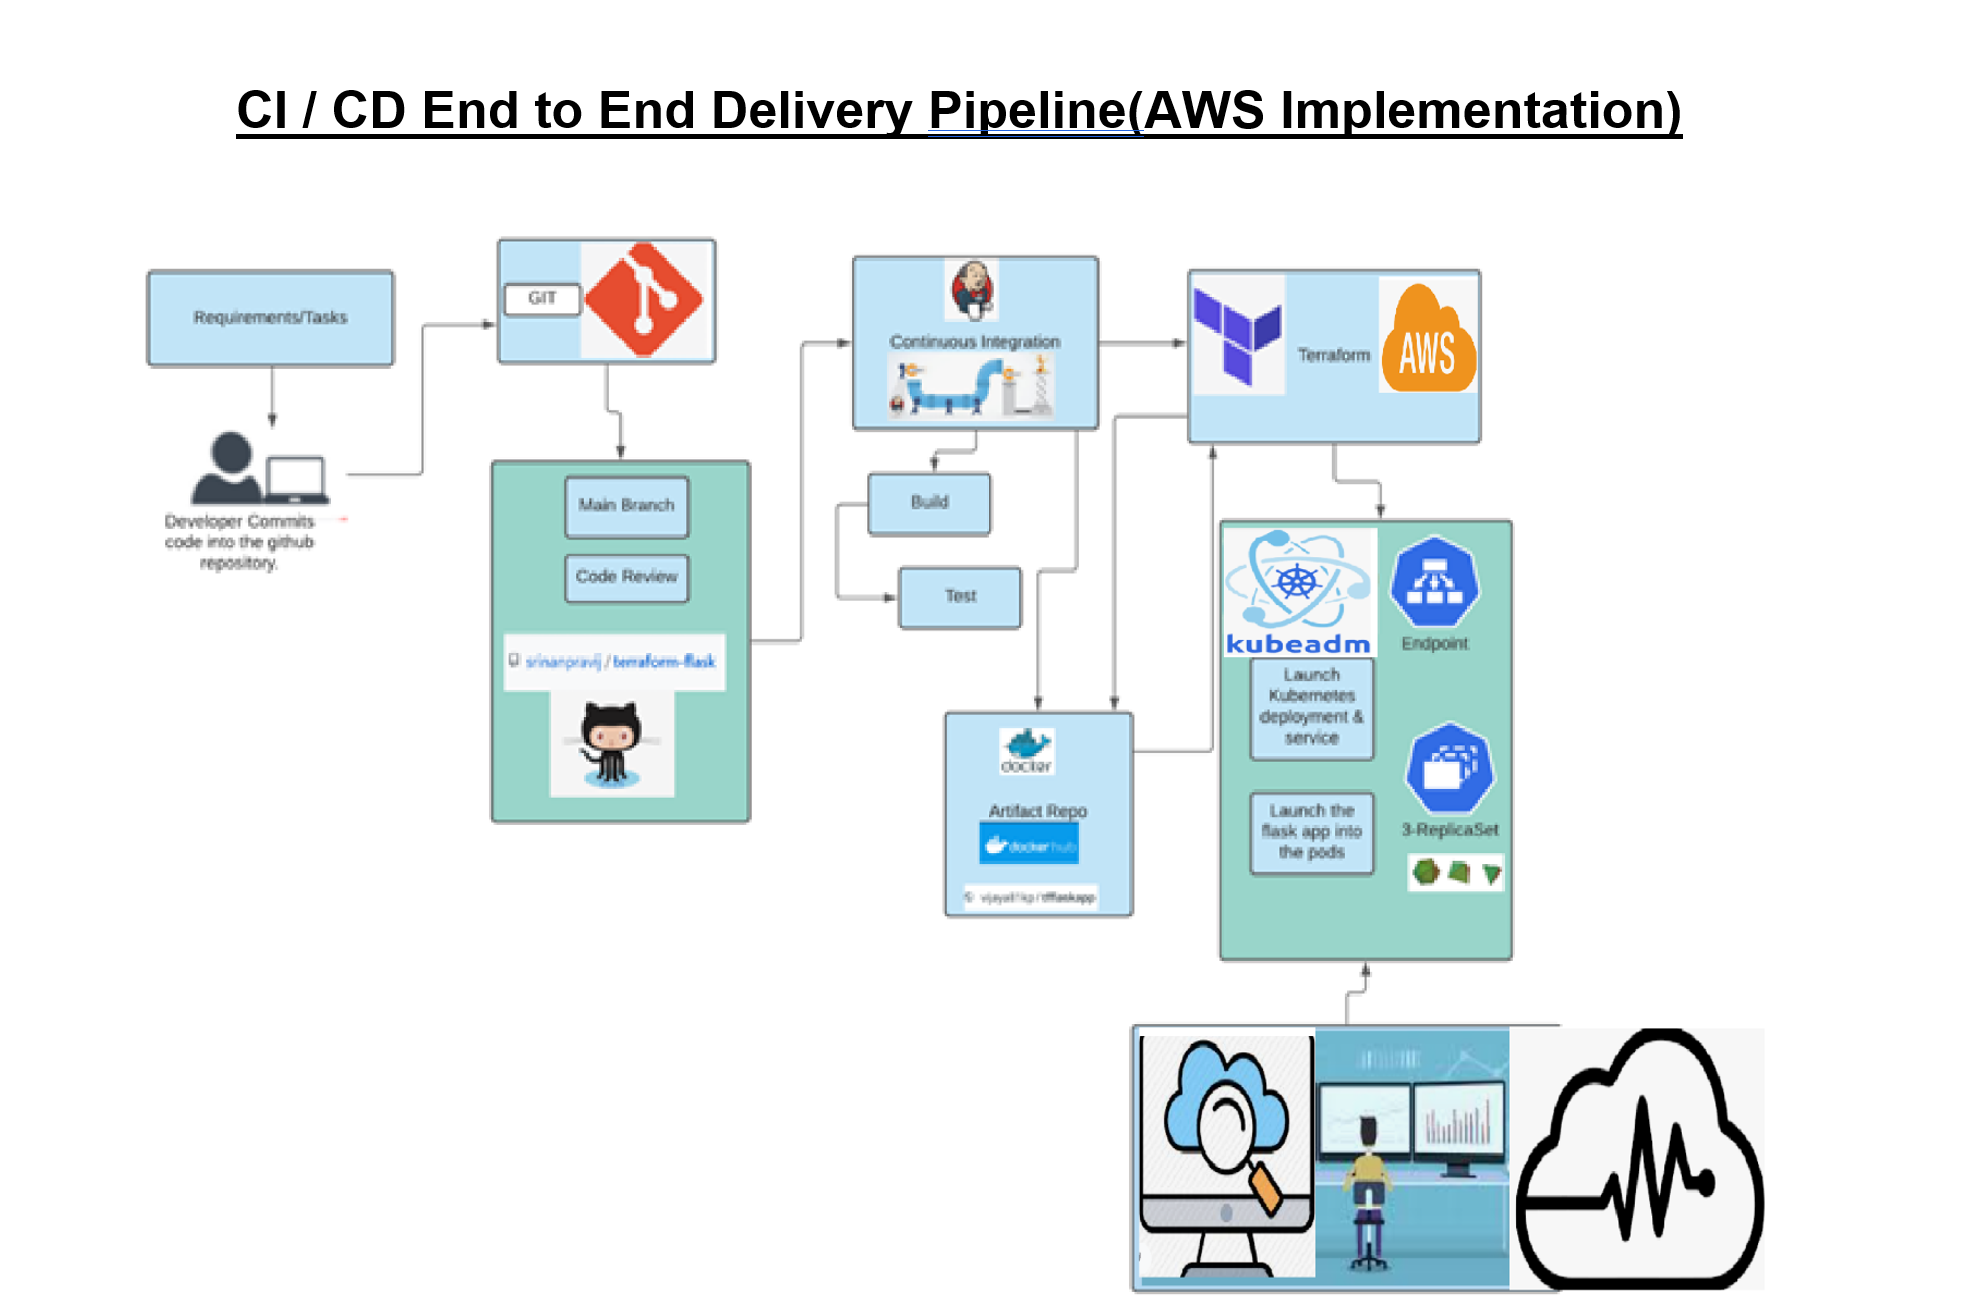 CI / CD End to End Delivery Pipeline(AWS Implementation)
Requirements/Tasks
Developer Commits
code into the github
repository.
GIT
Main Branch
Code Review
srinanpravij / terraform-flask
Continuous Integration
Build
Test
docker
Artifact Repo
docker hub
/ tfflaskapp
Terraform
AWS
kubeadm
Endpoint
Launch
Kubernetes
deployment &
service
Launch the
flask app into
the pods
3-ReplicaSet